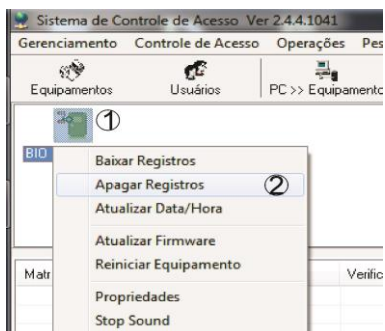 Sistema de Controle de Acesso Ver 2.4.4.1041
Gerenciamento Controle de Acesso Operações Pes
Equipamentos Usuários PC >> Equipamento
1
BIO
Baixar Registros
Apagar Registros 2
Atualizar Data/Hora
Atualizar Firmware
Reiniciar Equipamento
Matr Verific
Propriedades
Stop Sound